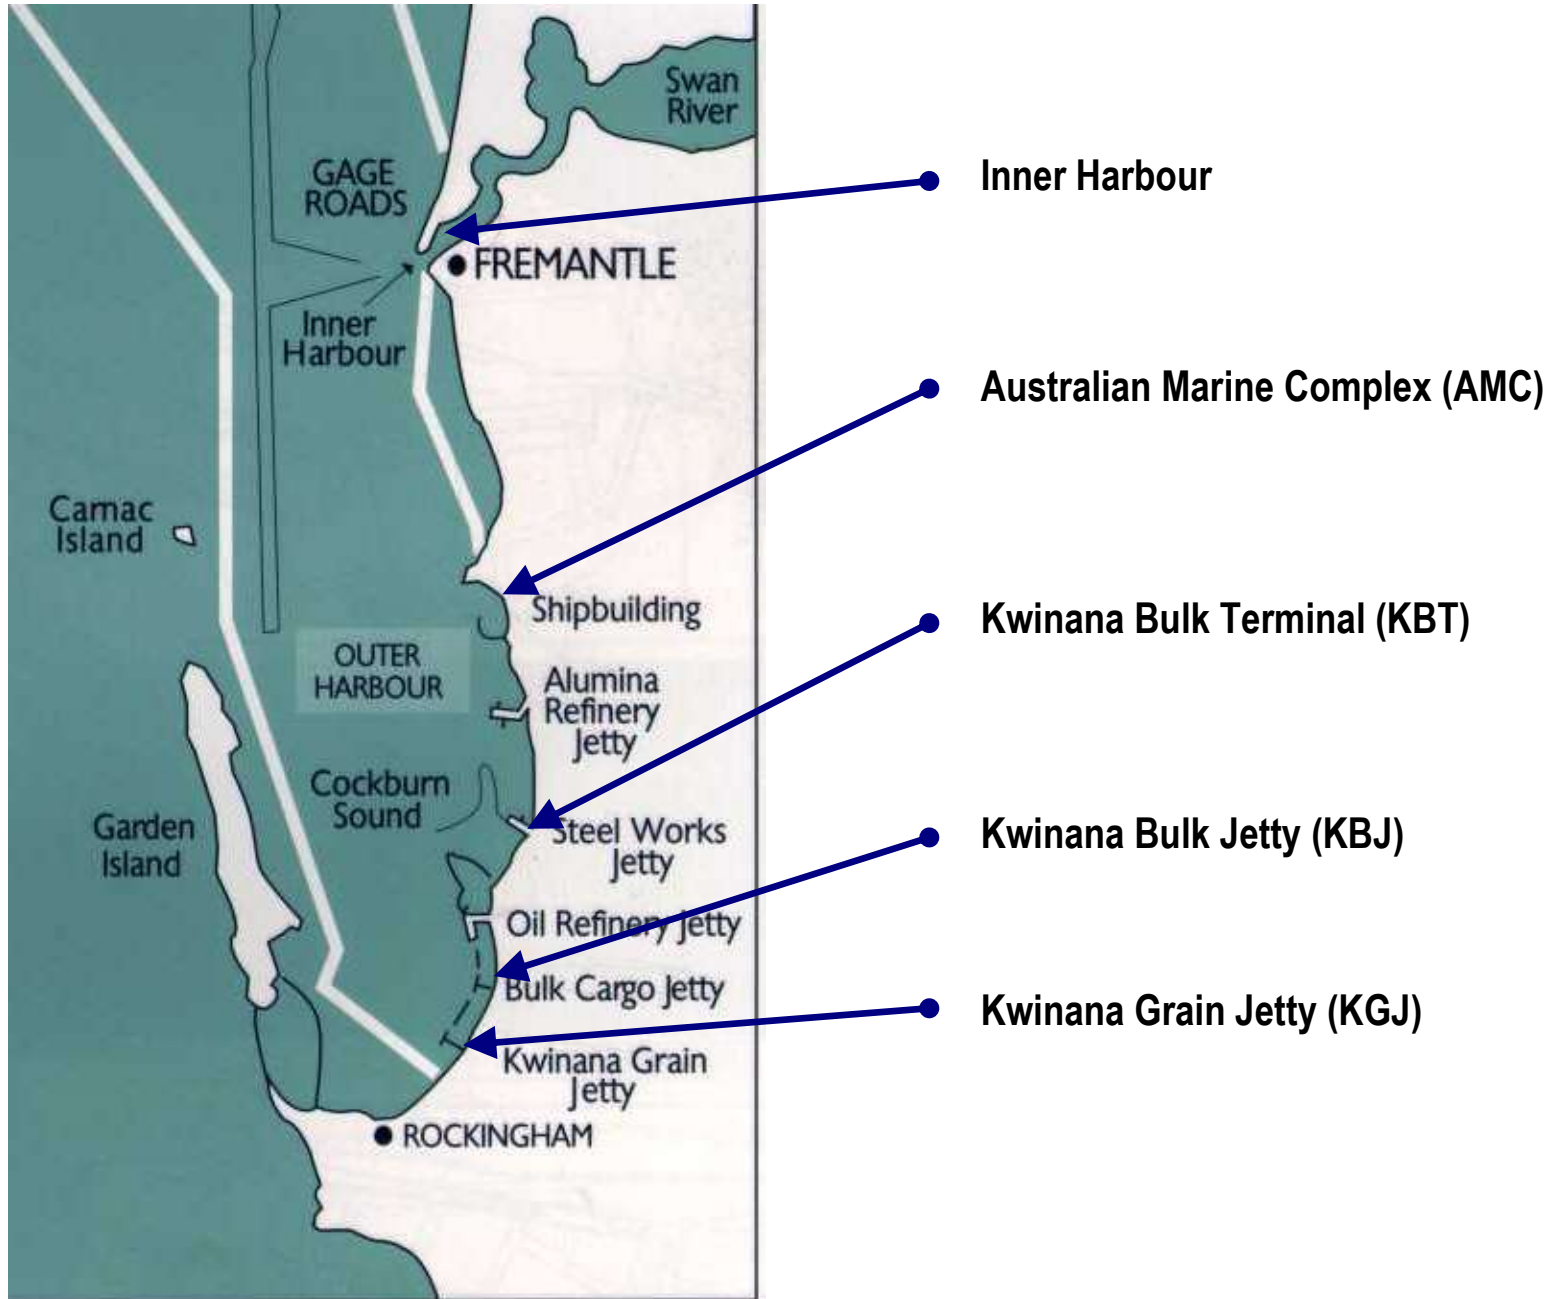 Swan
River
GAGE
ROADS
FREMANTLE
Inner
Harbour
Carnac
Island
Shipbuilding
OUTER
HARBOUR
Alumina
Refinery
Jetty
Cockburn
Sound
Garden
Island
Steel Works
Jetty
Oil Refinery Jetty
Bulk Cargo Jetty
Kwinana Grain
Jetty
ROCKINGHAM
Inner Harbour
Australian Marine Complex (AMC)
Kwinana Bulk Terminal (KBT)
Kwinana Bulk Jetty (KBJ)
Kwinana Grain Jetty (KGJ)